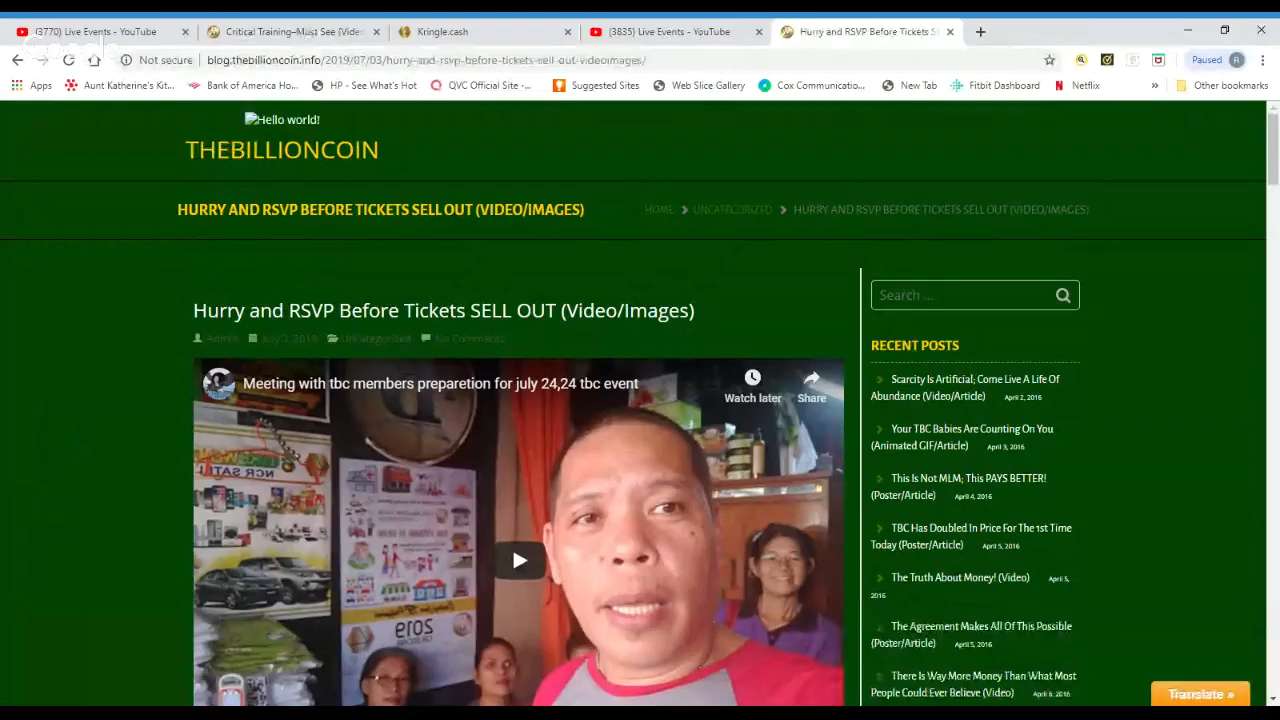 (3770) Live Events - YouTube
Critical Training–Must See (Video
Kringle.cash
(3835) Live Events - YouTube
Hurry and RSVP Before Tickets S
Not secure
blog.thebillioncoin.info/2019/07/03/hurry-and-rsvp-before-tickets-sell-out-videoimages/
Paused
R
Apps
Aunt Katherine's Kit...
Bank of America Ho...
HP - See What's Hot
QVC Official Site -...
Suggested Sites
Web Slice Gallery
Cox Communicatio...
New Tab
Fitbit Dashboard
Netflix
»
Other bookmarks
Hello world!
THEBILLIONCOIN
HURRY AND RSVP BEFORE TICKETS SELL OUT (VIDEO/IMAGES)
HOME
UNCATEGORIZED
HURRY AND RSVP BEFORE TICKETS SELL OUT (VIDEO/IMAGES)
Hurry and RSVP Before Tickets SELL OUT (Video/Images)
Admin
July 3, 2019
Uncategorized
No Comments
Meeting with tbc members preparetion for july 24,24 tbc event
Watch later
Share
NCR SATELL
eros
Search ...
RECENT POSTS
Scarcity Is Artificial; Come Live A Life Of
Abundance (Video/Article) April 2, 2016
Your TBC Babies Are Counting On You
(Animated GIF/Article) April 3, 2016
This Is Not MLM; This PAYS BETTER!
(Poster/Article) April 4, 2016
TBC Has Doubled In Price For The 1st Time
Today (Poster/Article) April 5, 2016
The Truth About Money! (Video) April 5,
2016
The Agreement Makes All Of This Possible
(Poster/Article) April 5, 2016
There Is Way More Money Than What Most
People Could Ever Believe (Video) April 6, 2016
Translate »